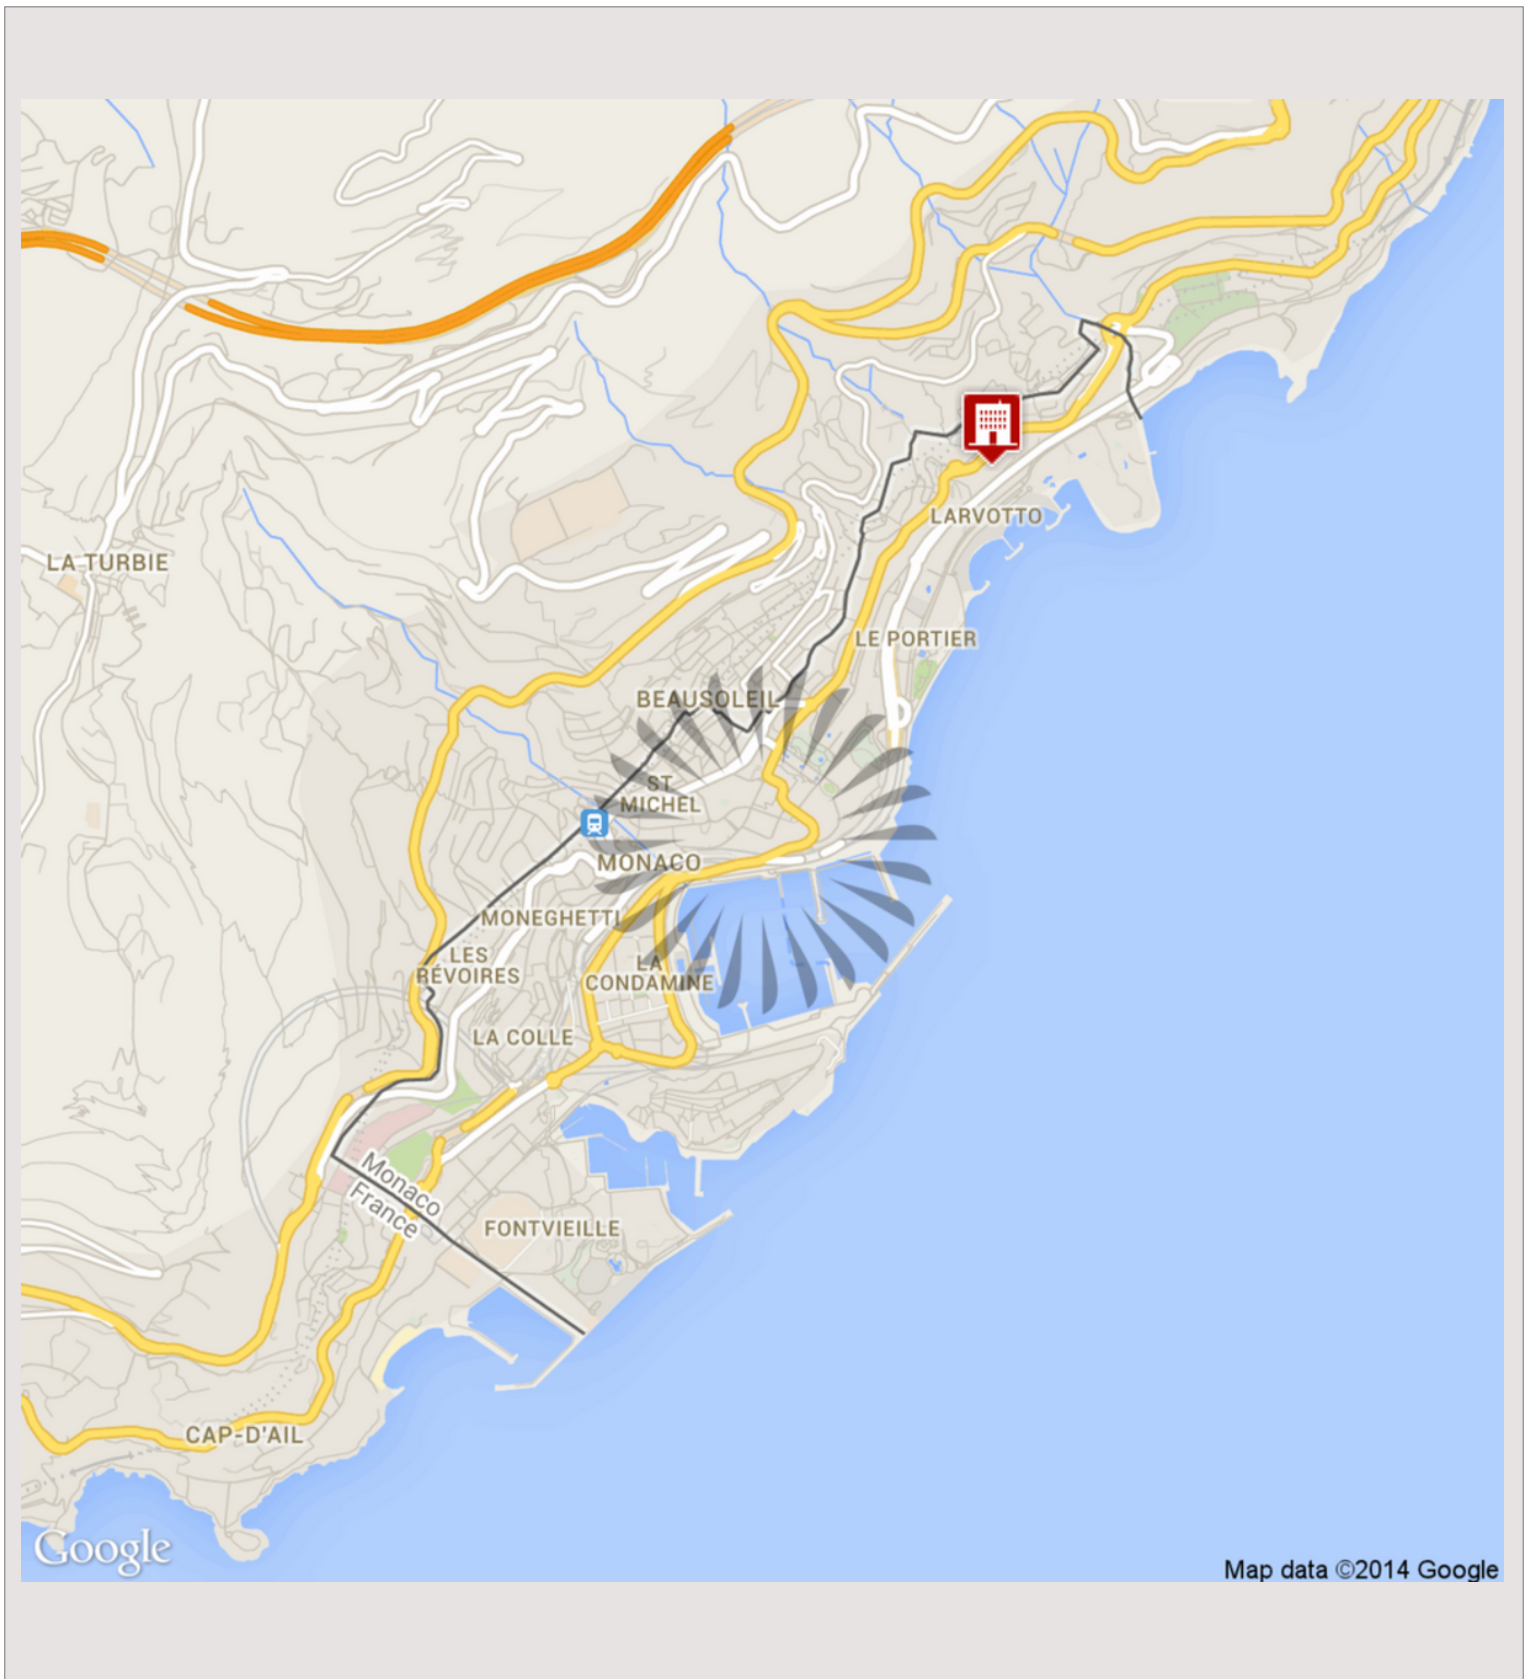 LARVOTTO
LA TURBIE
LE PORTIER
BEAUSOLEIL
ST
MICHEL
MONACO
MONEGHETTI
LES
RÉVOIRES
LA
CONDAMINE
LA COLLE
Monaco
France
FONTVIEILLE
CAP-D'AIL
Google
Map data ©2014 Google